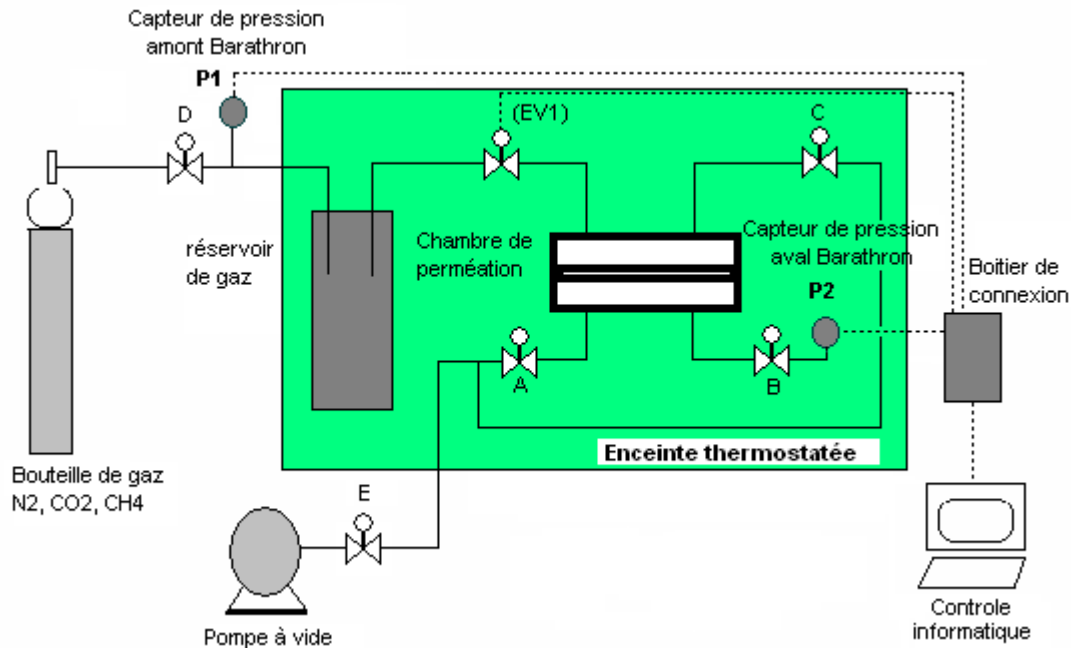 Capteur de pression
amont Barathron
P1
D
(EV1)
C
réservoir
de gaz
Chambre de
perméation
Capteur de pression
aval Barathron
P2
Boitier de
connexion
A
B
Enceinte thermostatée
Bouteille de gaz
N2, CO2, CH4
E
Pompe à vide
Controle
informatique